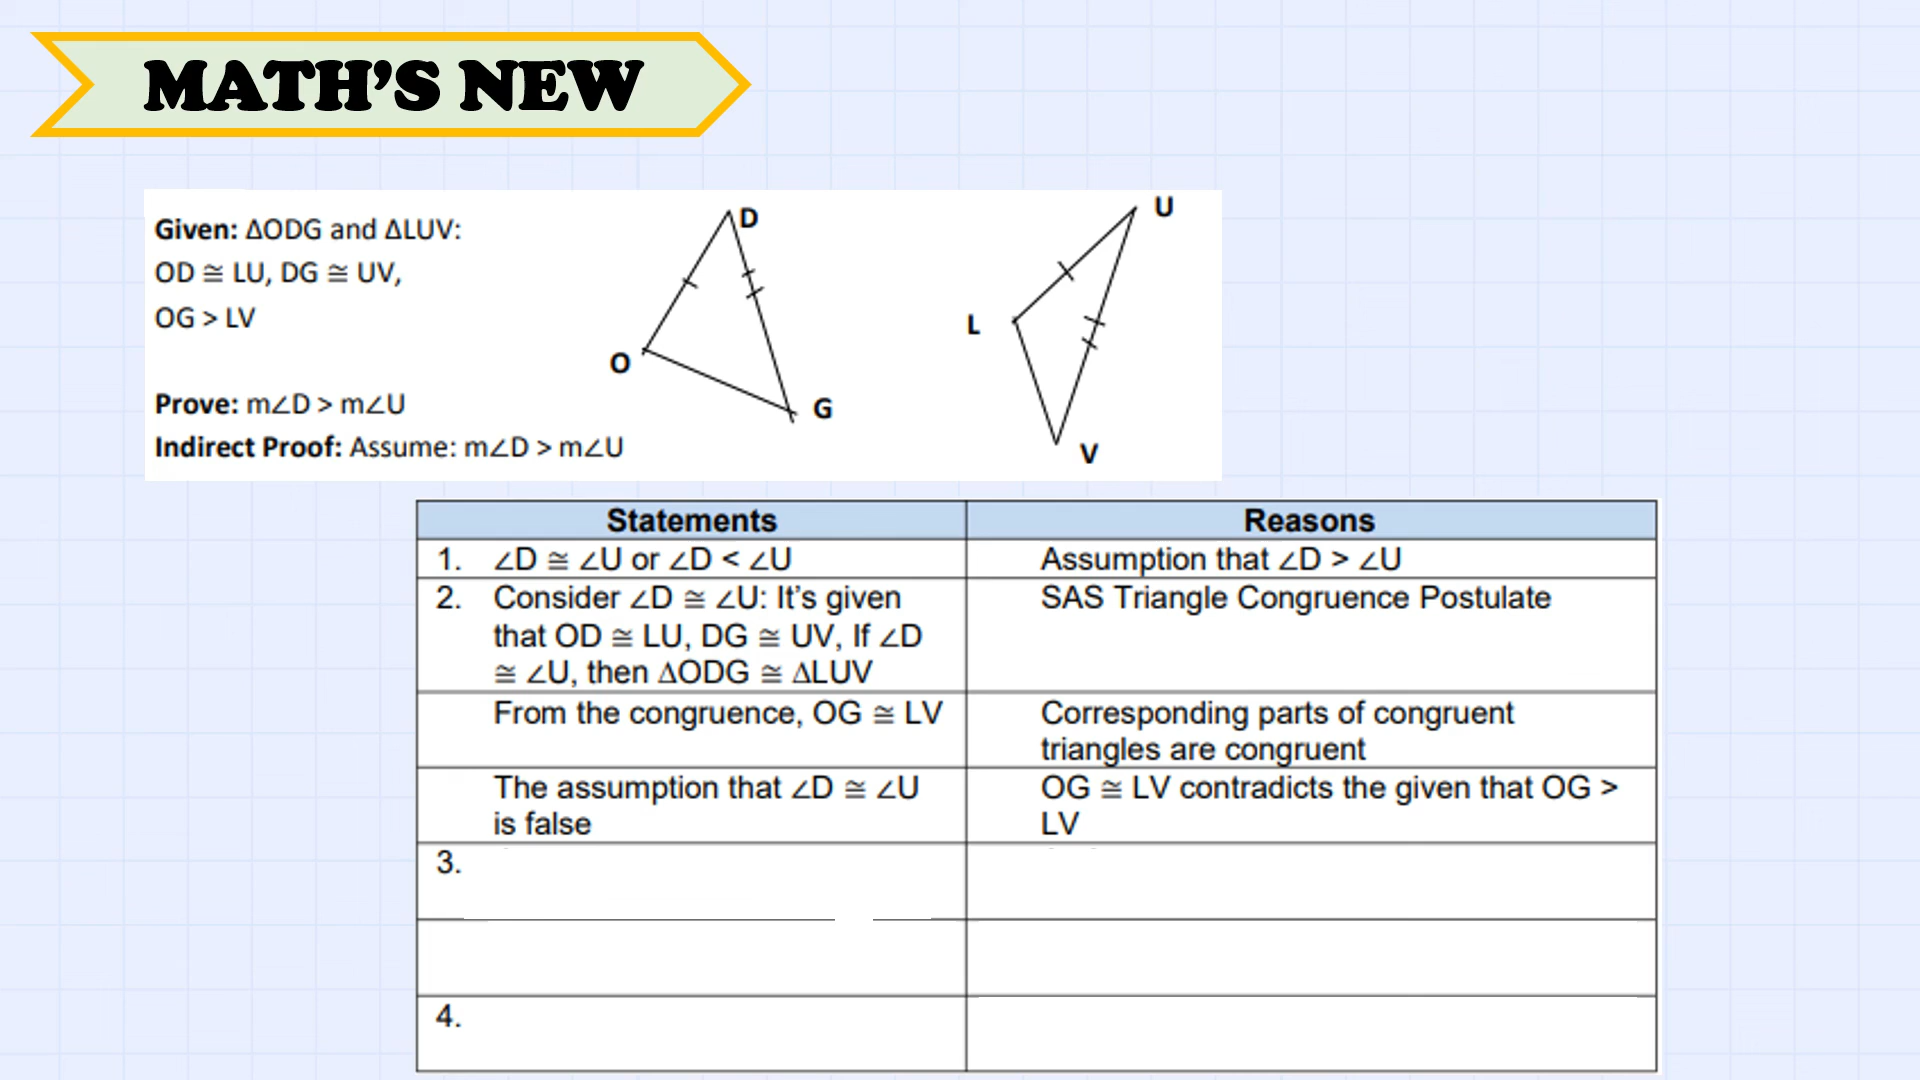 MATH'S NEW
Given: ΔODG and ΔLUV:
OD ≅ LU, DG ≅ UV,
OG > LV
Prove: m∠D > m∠U
Indirect Proof: Assume: m∠D > m∠U
D
O
G
U
L
V
Statements
Reasons
1. ∠D ≅ ∠U or ∠D < ∠U
Assumption that ∠D > ∠U
2. Consider ∠D ≅ ∠U: It's given
that OD ≅ LU, DG ≅ UV, If ∠D
≅ ∠U, then ΔODG ≅ ΔLUV
SAS Triangle Congruence Postulate
From the congruence, OG ≅ LV
Corresponding parts of congruent
triangles are congruent
The assumption that ∠D ≅ ∠U
is false
OG ≅ LV contradicts the given that OG >
LV
3.
4.